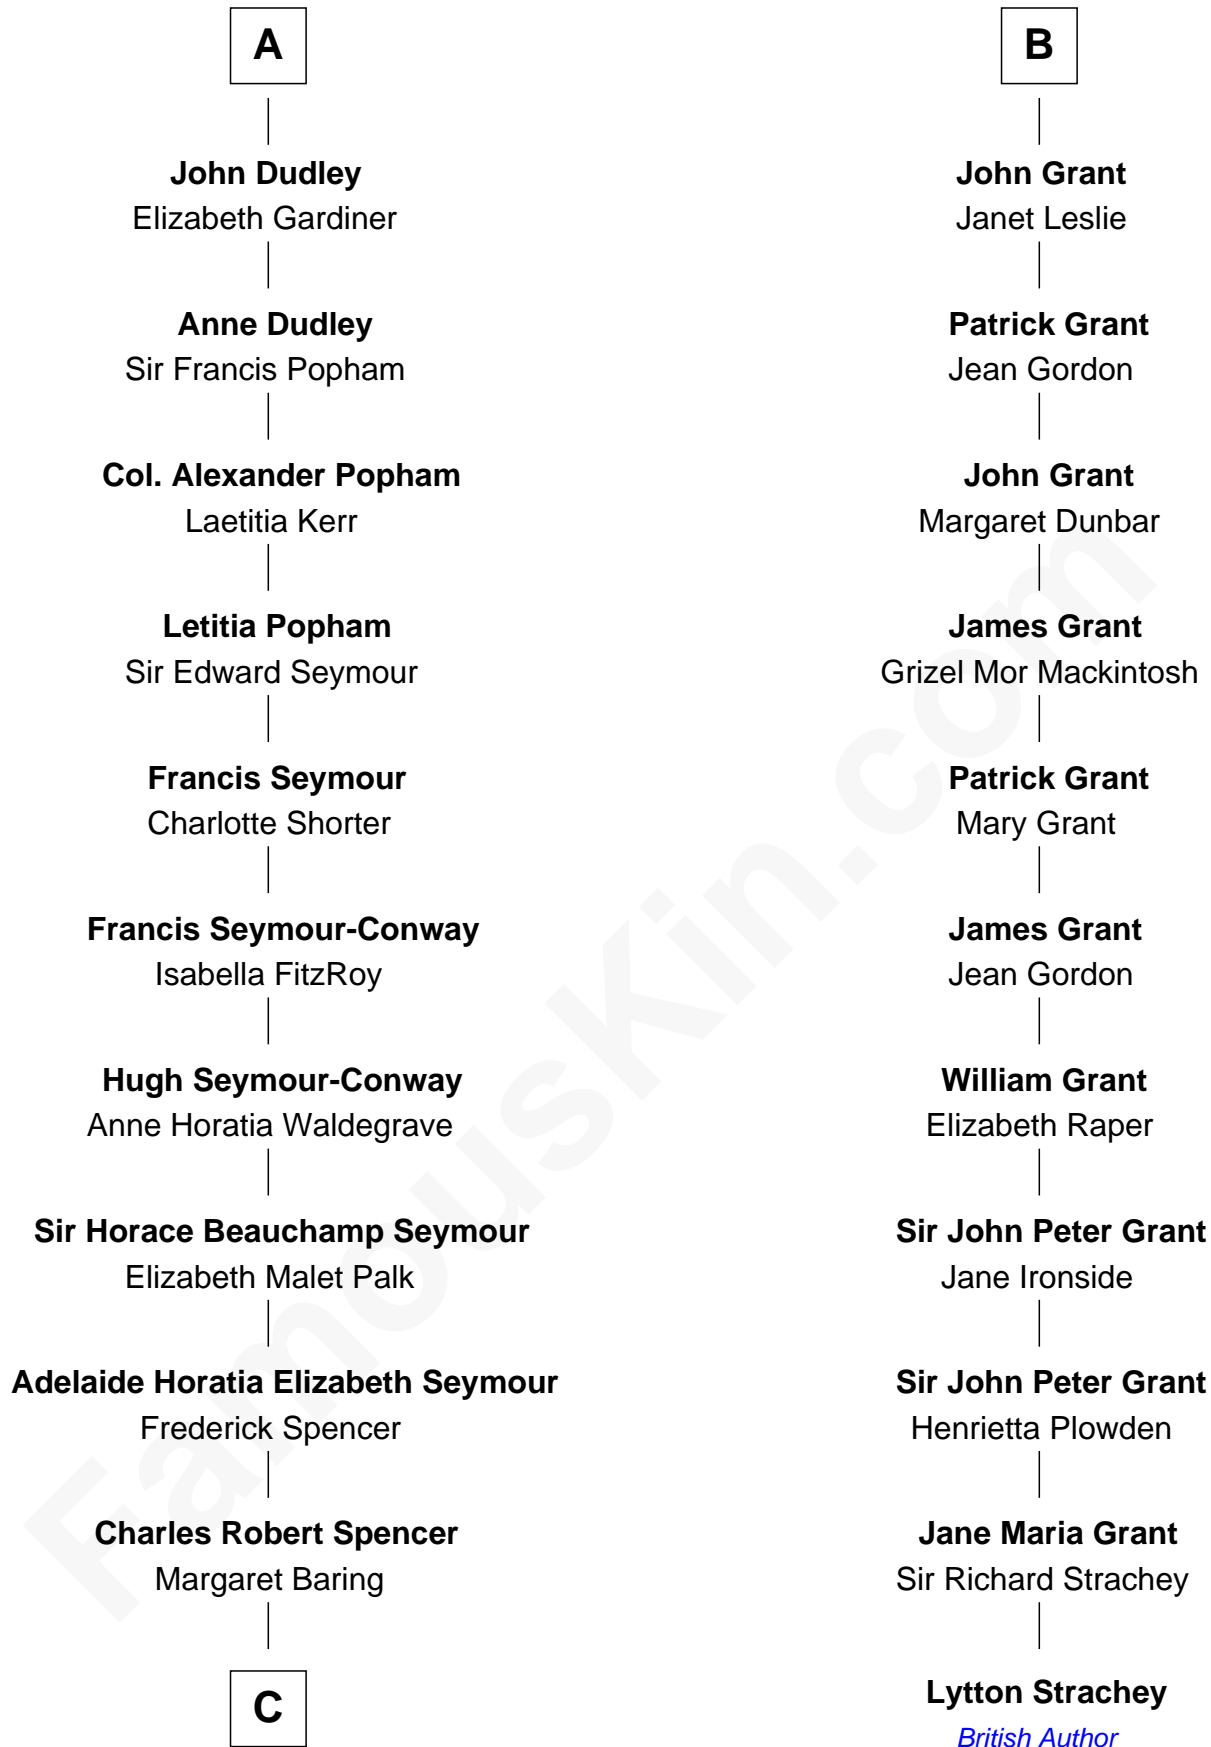 A
John Dudley
Elizabeth Gardiner
Anne Dudley
Sir Francis Popham
Col. Alexander Popham
Laetitia Kerr
Letitia Popham
Sir Edward Seymour
Francis Seymour
Charlotte Shorter
Francis Seymour-Conway
Isabella FitzRoy
Hugh Seymour-Conway
Anne Horatia Waldegrave
Sir Horace Beauchamp Seymour
Elizabeth Malet Palk
Adelaide Horatia Elizabeth Seymour
Frederick Spencer
Charles Robert Spencer
Margaret Baring
C
B
John Grant
Janet Leslie
Patrick Grant
Jean Gordon
John Grant
Margaret Dunbar
James Grant
Grizel Mor Mackintosh
Patrick Grant
Mary Grant
James Grant
Jean Gordon
William Grant
Elizabeth Raper
Sir John Peter Grant
Jane Ironside
Sir John Peter Grant
Henrietta Plowden
Jane Maria Grant
Sir Richard Strachey
Lytton Strachey
British Author
FamousKin.com